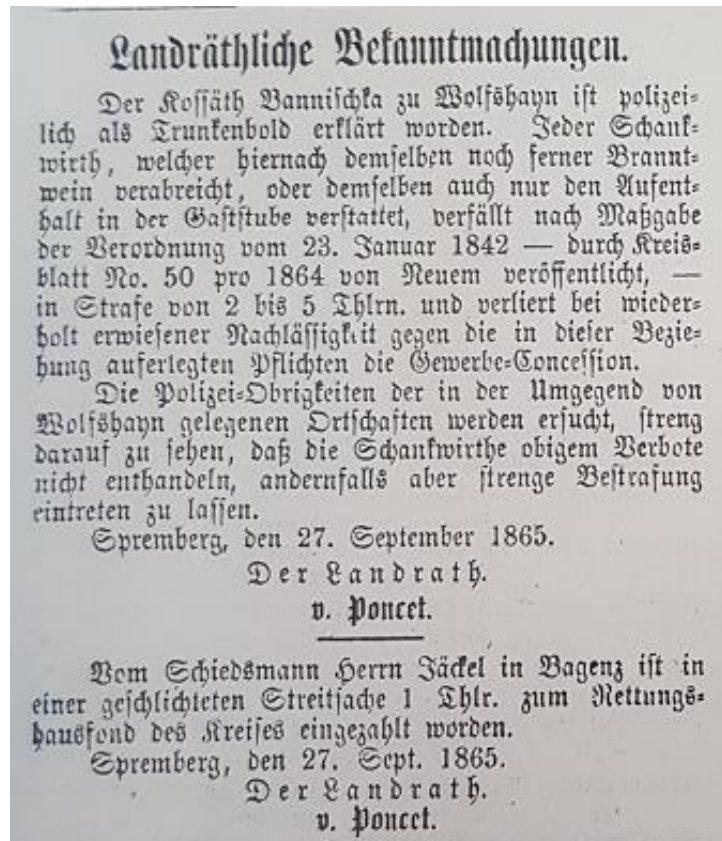 Landräthliche Bekanntmachungen.
Der Kossäth Bannischka zu Wolfshayn ist polizei-
lich als Trunkenbold erklärt worden. Jeder Schank-
wirth, welcher hiernach demselben noch ferner Brannt-
wein verabreicht, oder demselben auch nur den Aufent-
halt in der Gaststube verstattet, verfällt nach Maßgabe
der Verordnung vom 23. Januar 1842 — durch Kreis-
blatt No. 50 pro 1864 von Neuem veröffentlicht, —
in Strafe von 2 bis 5 Thlrn. und verliert bei wieder-
holt erwiesener Nachlässigkeit gegen die in dieser Bezie-
hung auferlegten Pflichten die Gewerbe-Concession.
Die Polizei-Obrigkeiten der in der Umgegend von
Wolfshayn gelegenen Ortschaften werden ersucht, streng
darauf zu sehen, daß die Schankwirthe obigem Verbote
nicht enthandeln, andernfalls aber strenge Bestrafung
eintreten zu lassen.
Spremberg, den 27. September 1865.
Der Landrath.
v. Poncet.
Vom Schiedsmann Herrn Jäckel in Bagenz ist in
einer geschlichteten Streitsache 1 Thlr. zum Rettungs-
hausfond des Kreises eingezahlt worden.
Spremberg, den 27. Sept. 1865.
Der Landrath.
v. Poncet.